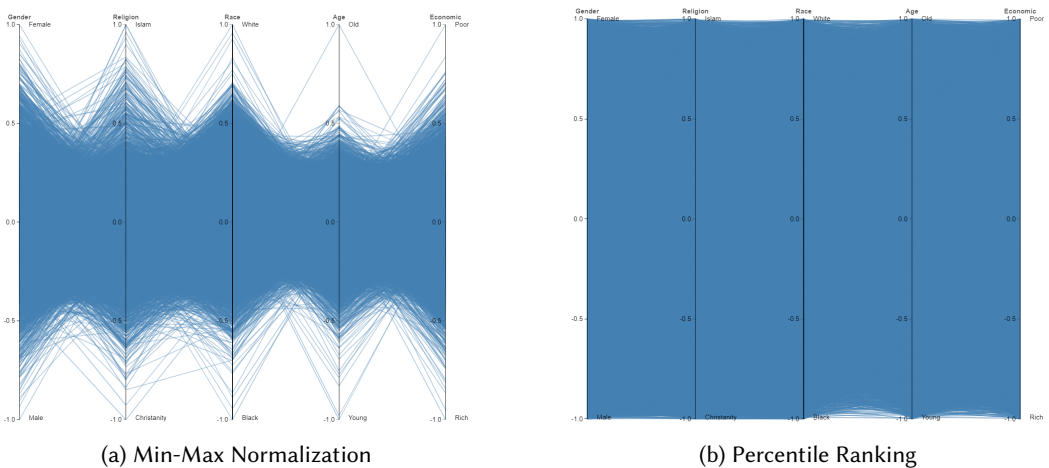 Gender Religion Race Age Economic
1.0 Female 1.0 Islam 1.0 White 1.0 Old 1.0 Poor
0.5 0.5 0.5 0.5 0.5
0.0 0.0 0.0 0.0 0.0
-0.5 -0.5 -0.5 -0.5 -0.5
-1.0 Male -1.0 Christanity -1.0 Black -1.0 Young -1.0 Rich
(a) Min-Max Normalization
Gender Religion Race Age Economic
1.0 Female 1.0 Islam 1.0 White 1.0 Old 1.0 Poor
0.5 0.5 0.5 0.5 0.5
0.0 0.0 0.0 0.0 0.0
-0.5 -0.5 -0.5 -0.5 -0.5
-1.0 Male -1.0 Christanity -1.0 Black -1.0 Young -1.0 Rich
(b) Percentile Ranking